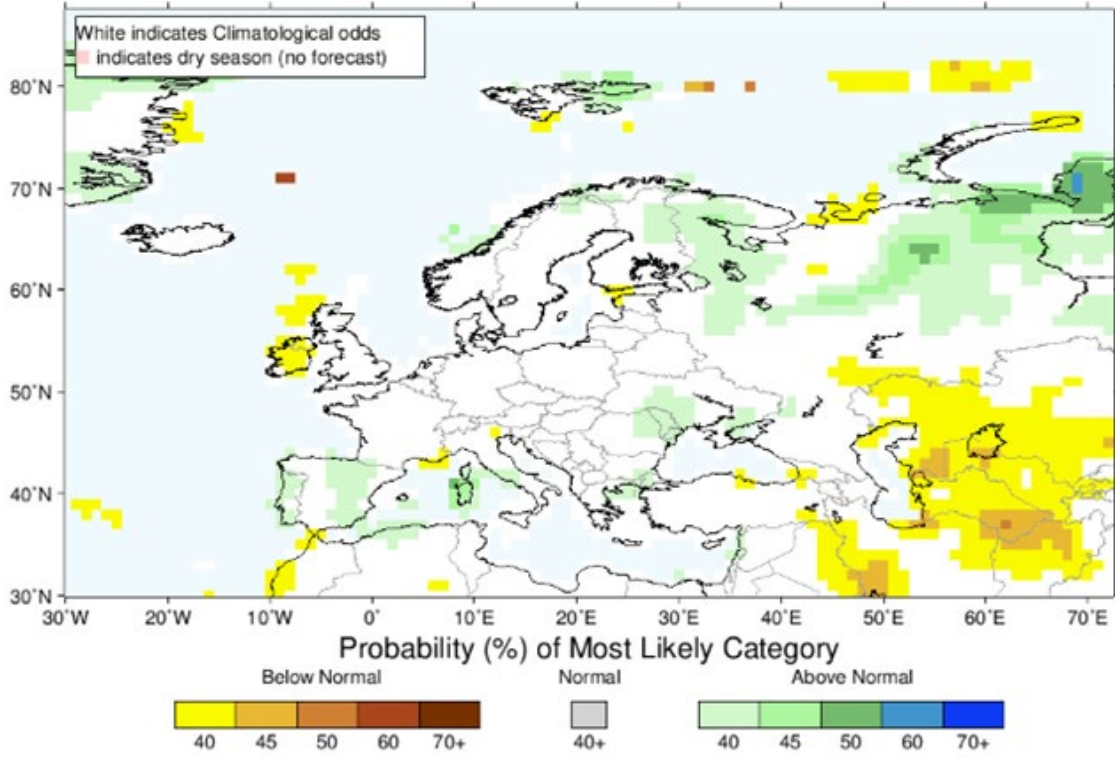 White indicates Climatological odds
indicates dry season (no forecast)
80˚N
70˚N
60˚N
50˚N
40˚N
30˚N
30˚W 20˚W 10˚W 0˚ 10˚E 20˚E 30˚E 40˚E 50˚E 60˚E 70˚E
Probability (%) of Most Likely Category
Below Normal Normal Above Normal
40 45 50 60 70+ 40+ 40 45 50 60 70+